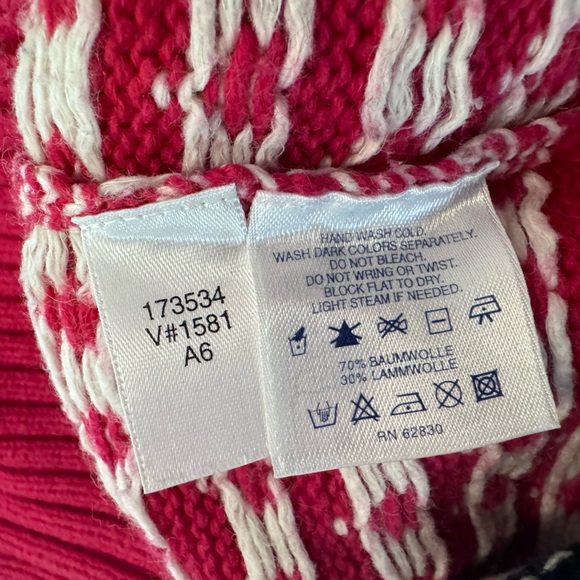 173534
V#1581
A6
HAND WASH COLD.
WASH DARK COLORS SEPARATELY.
DO NOT BLEACH.
DO NOT WRING OR TWIST.
BLOCK FLAT TO DRY.
LIGHT STEAM IF NEEDED.
70% BAUMWOLLE
30% LAMMWOLLE
RN 62830